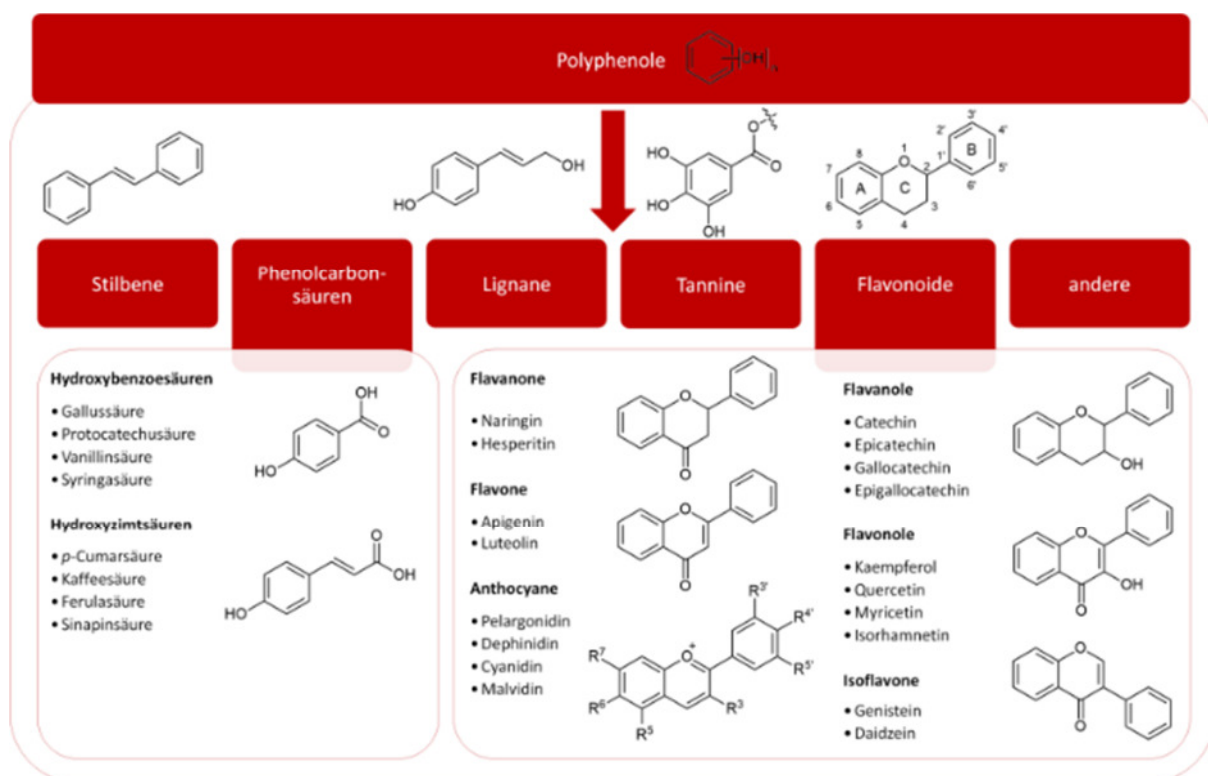 Polyphenole
OH
O
O
OH
HO
HO
HO
OH
O
1
2
3
4
5
6
7
8
1'
2'
3'
4'
5'
6'
A
C
B
Stilbene
Phenolcarbon-
säuren
Lignane
Tannine
Flavonoide
andere
Hydroxybenzoesäuren
• Gallussäure
• Protocatechusäure
• Vanillinsäure
• Syringasäure
OH
O
HO
Hydroxyzimtsäuren
• p-Cumarsäure
• Kaffeesäure
• Ferulasäure
• Sinapinsäure
O
OH
HO
Flavanone
• Naringin
• Hesperitin
O
O
Flavone
• Apigenin
• Luteolin
O
O
Anthocyane
• Pelargonidin
• Dephinidin
• Cyanidin
• Malvidin
R3'
R4'
R5'
R7
O+
R6
R3
R5
Flavanole
• Catechin
• Epicatechin
• Gallocatechin
• Epigallocatechin
O
OH
Flavonole
• Kaempferol
• Quercetin
• Myricetin
• Isorhamnetin
O
OH
O
Isoflavone
• Genistein
• Daidzein
O
O